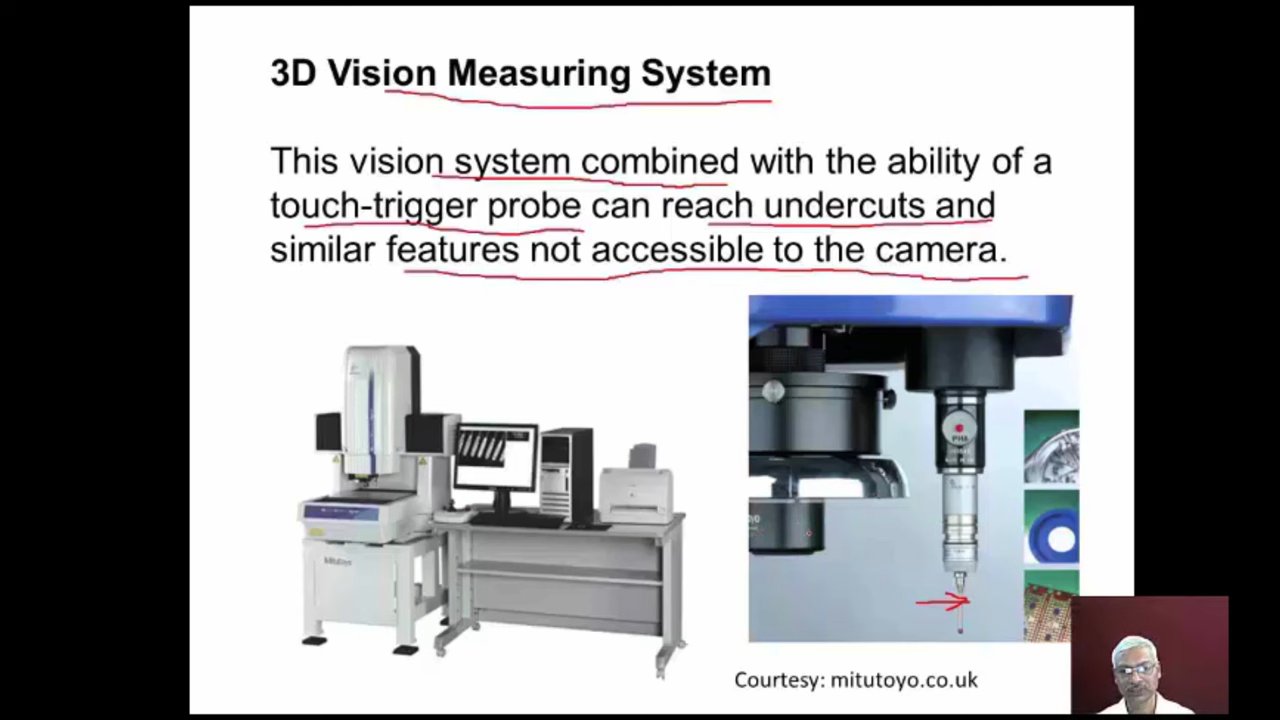 3D Vision Measuring System
This vision system combined with the ability of a
touch-trigger probe can reach undercuts and
similar features not accessible to the camera.
Mitutoyo
Courtesy: mitutoyo.co.uk